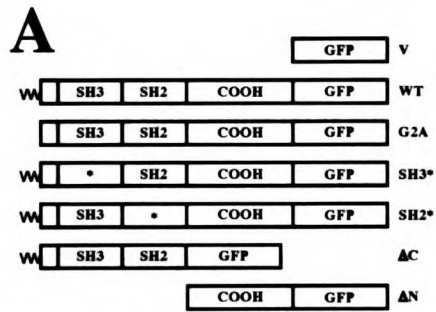 A
GFP V
SH3 SH2 COOH GFP WT
SH3 SH2 COOH GFP G2A
* SH2 COOH GFP SH3*
SH3 * COOH GFP SH2*
SH3 SH2 GFP ΔC
COOH GFP ΔN